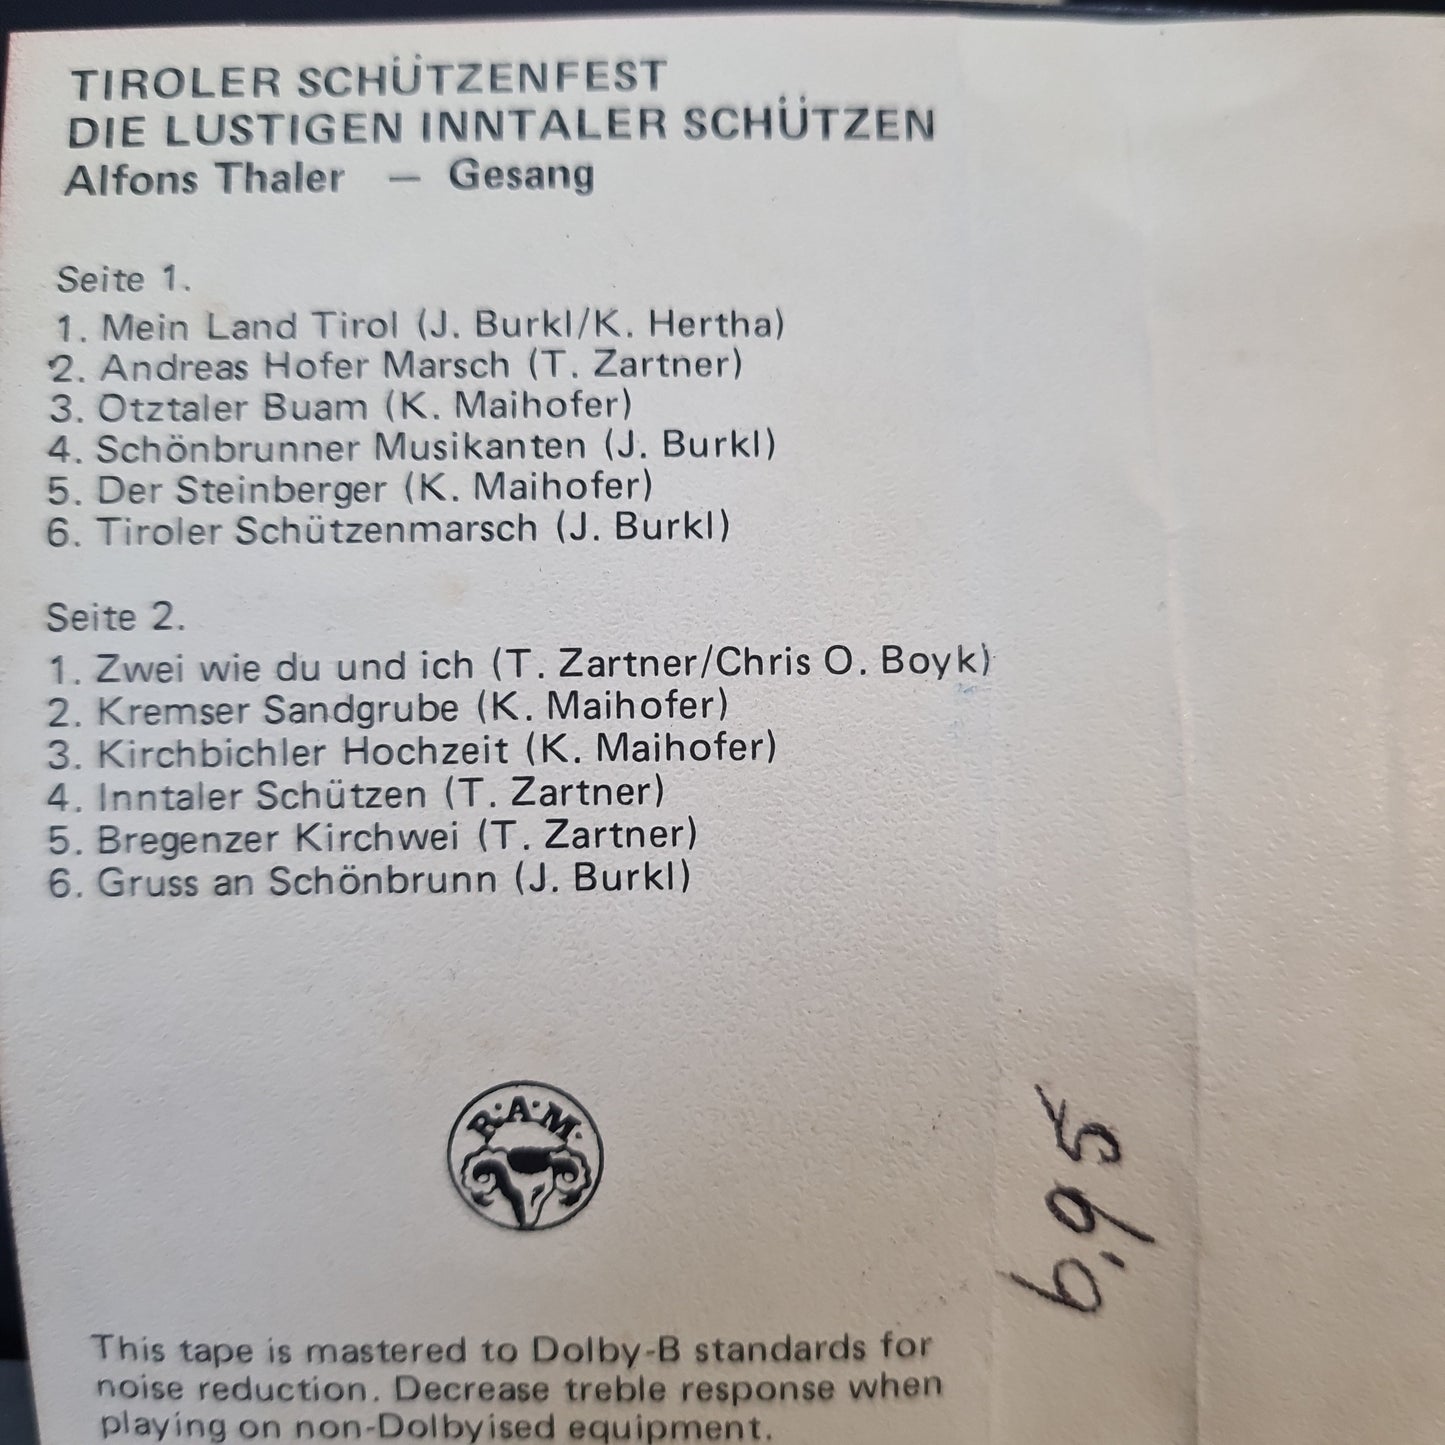 TIROLER SCHÜTZENFEST
DIE LUSTIGEN INNTALER SCHÜTZEN
Alfons Thaler — Gesang
Seite 1.
1. Mein Land Tirol (J. Burkl/K. Hertha)
2. Andreas Hofer Marsch (T. Zartner)
3. Otztaler Buam (K. Maihofer)
4. Schönbrunner Musikanten (J. Burkl)
5. Der Steinberger (K. Maihofer)
6. Tiroler Schützenmarsch (J. Burkl)
Seite 2.
1. Zwei wie du und ich (T. Zartner/Chris O. Boyk)
2. Kremser Sandgrube (K. Maihofer)
3. Kirchbichler Hochzeit (K. Maihofer)
4. Inntaler Schützen (T. Zartner)
5. Bregenzer Kirchwei (T. Zartner)
6. Gruss an Schönbrunn (J. Burkl)
R·A·M·
6,95
This tape is mastered to Dolby-B standards for
noise reduction. Decrease treble response when
playing on non-Dolbyised equipment.